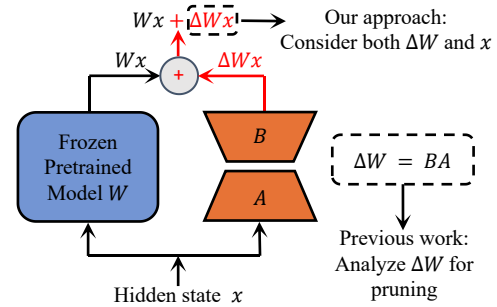 Wx + ΔWx
Our approach:
Consider both ΔW and x
Wx
+
ΔWx
Frozen
Pretrained
Model W
B
A
ΔW = BA
Previous work:
Analyze ΔW for
pruning
Hidden state x